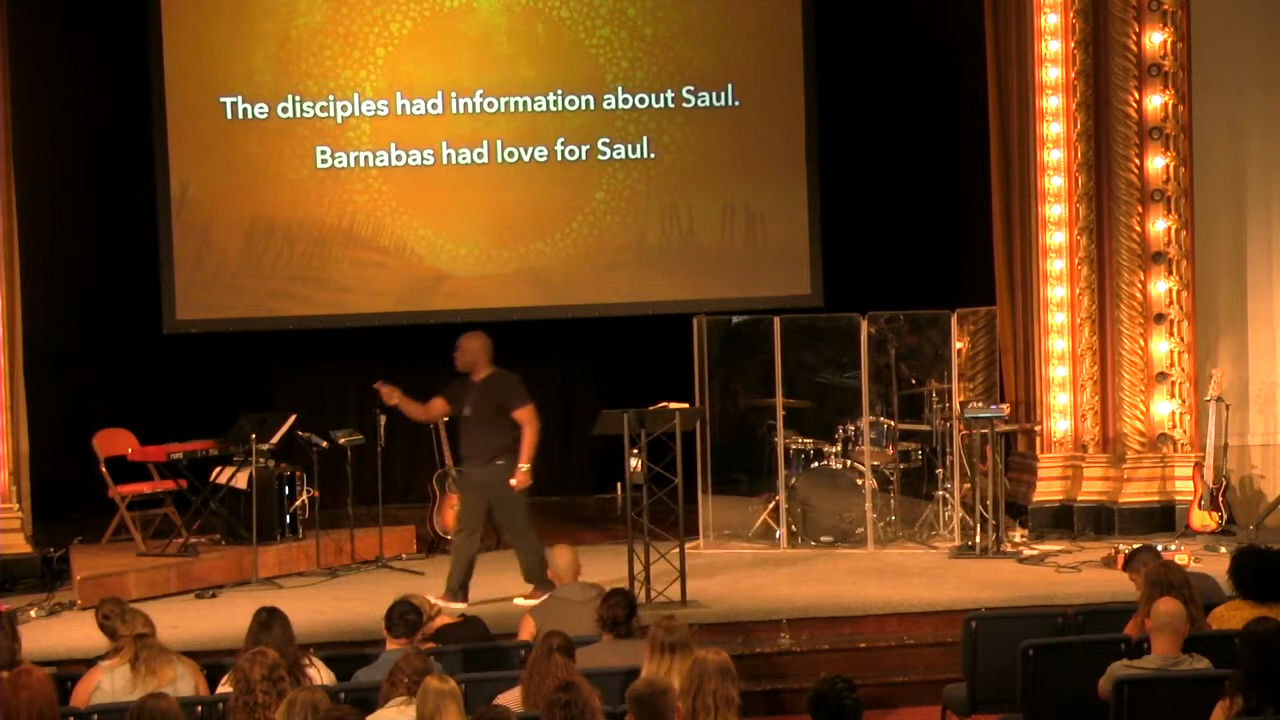 The disciples had information about Saul.
Barnabas had love for Saul.